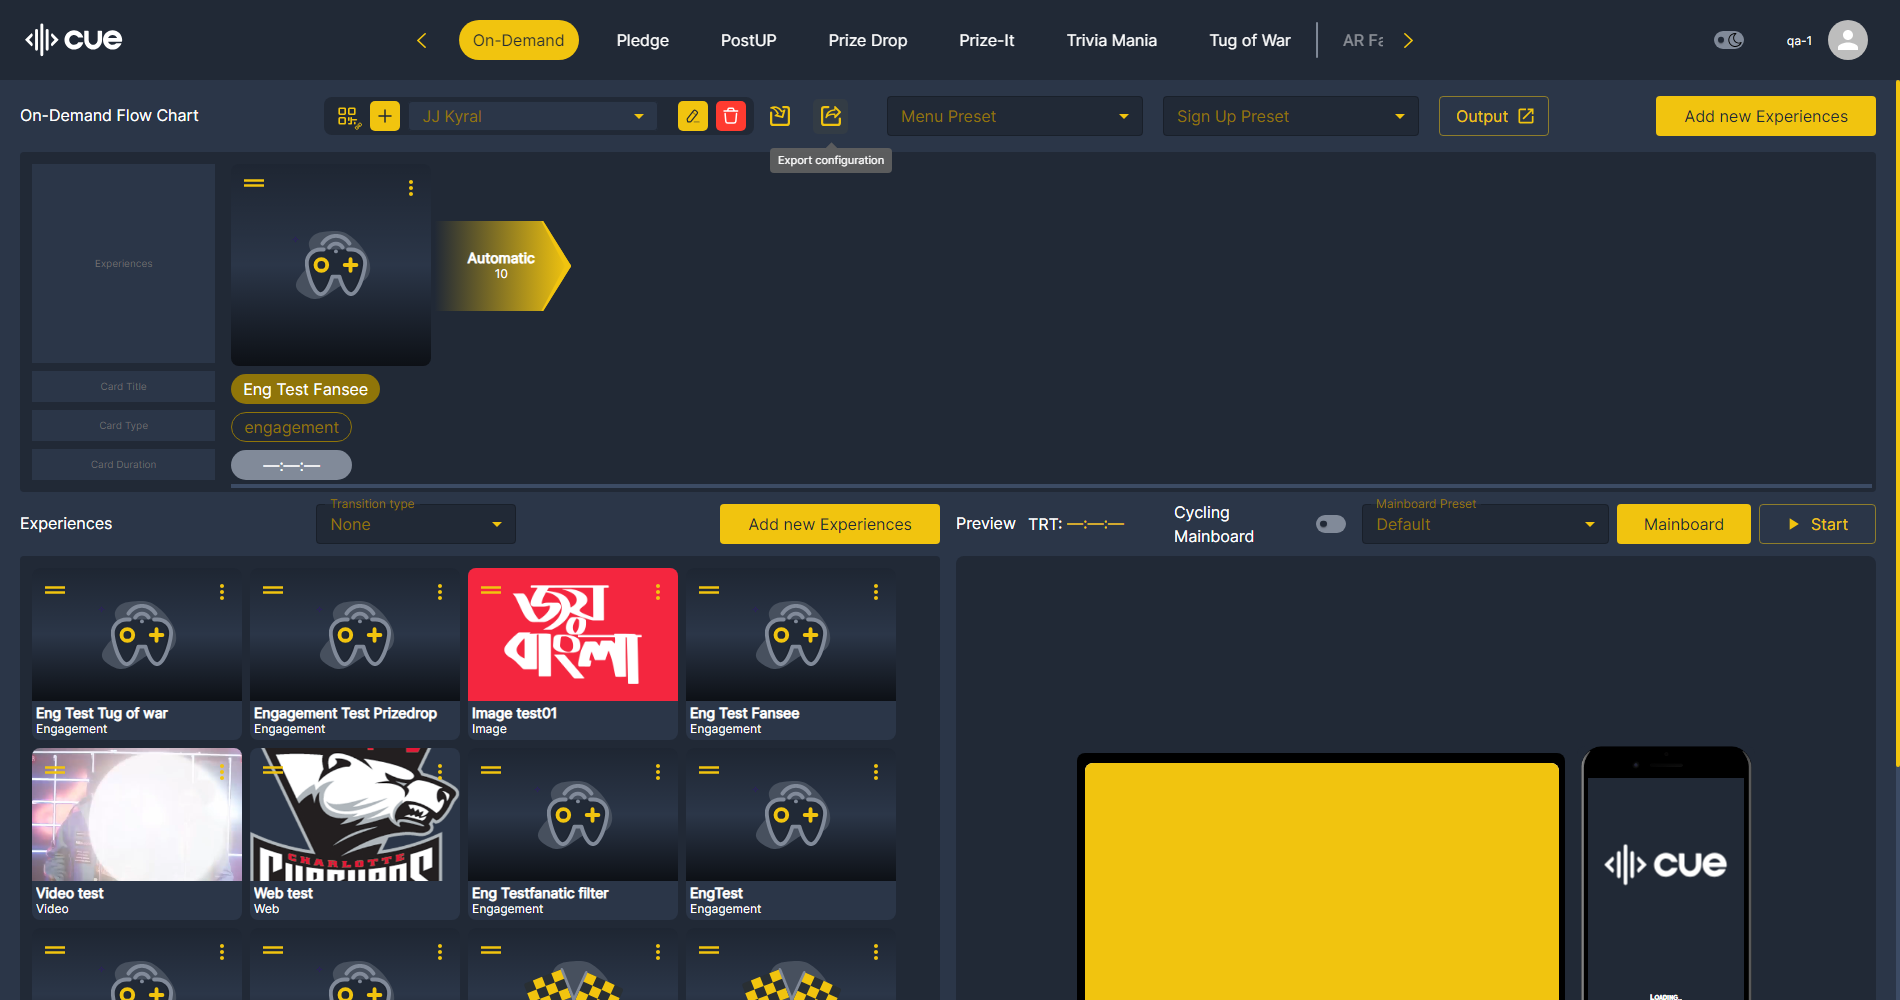 cue
On-Demand
Pledge
PostUP
Prize Drop
Prize-It
Trivia Mania
Tug of War
AR Fa
qa-1
On-Demand Flow Chart
JJ Kyral
Menu Preset
Sign Up Preset
Output
Add new Experiences
Export configuration
Experiences
Automatic
10
Card Title
Eng Test Fansee
Card Type
engagement
Card Duration
—:—:—
Experiences
Transition type
None
Add new Experiences
Preview
TRT: —:—:—
Cycling
Mainboard
Mainboard Preset
Default
Mainboard
Start
জয়
বাংলা
Eng Test Tug of war
Engagement
Engagement Test Prizedrop
Engagement
Image test01
Image
Eng Test Fansee
Engagement
CHARLOTTE
Video test
Video
Web test
Web
Eng Testfanatic filter
Engagement
EngTest
Engagement
cue
LOADING...